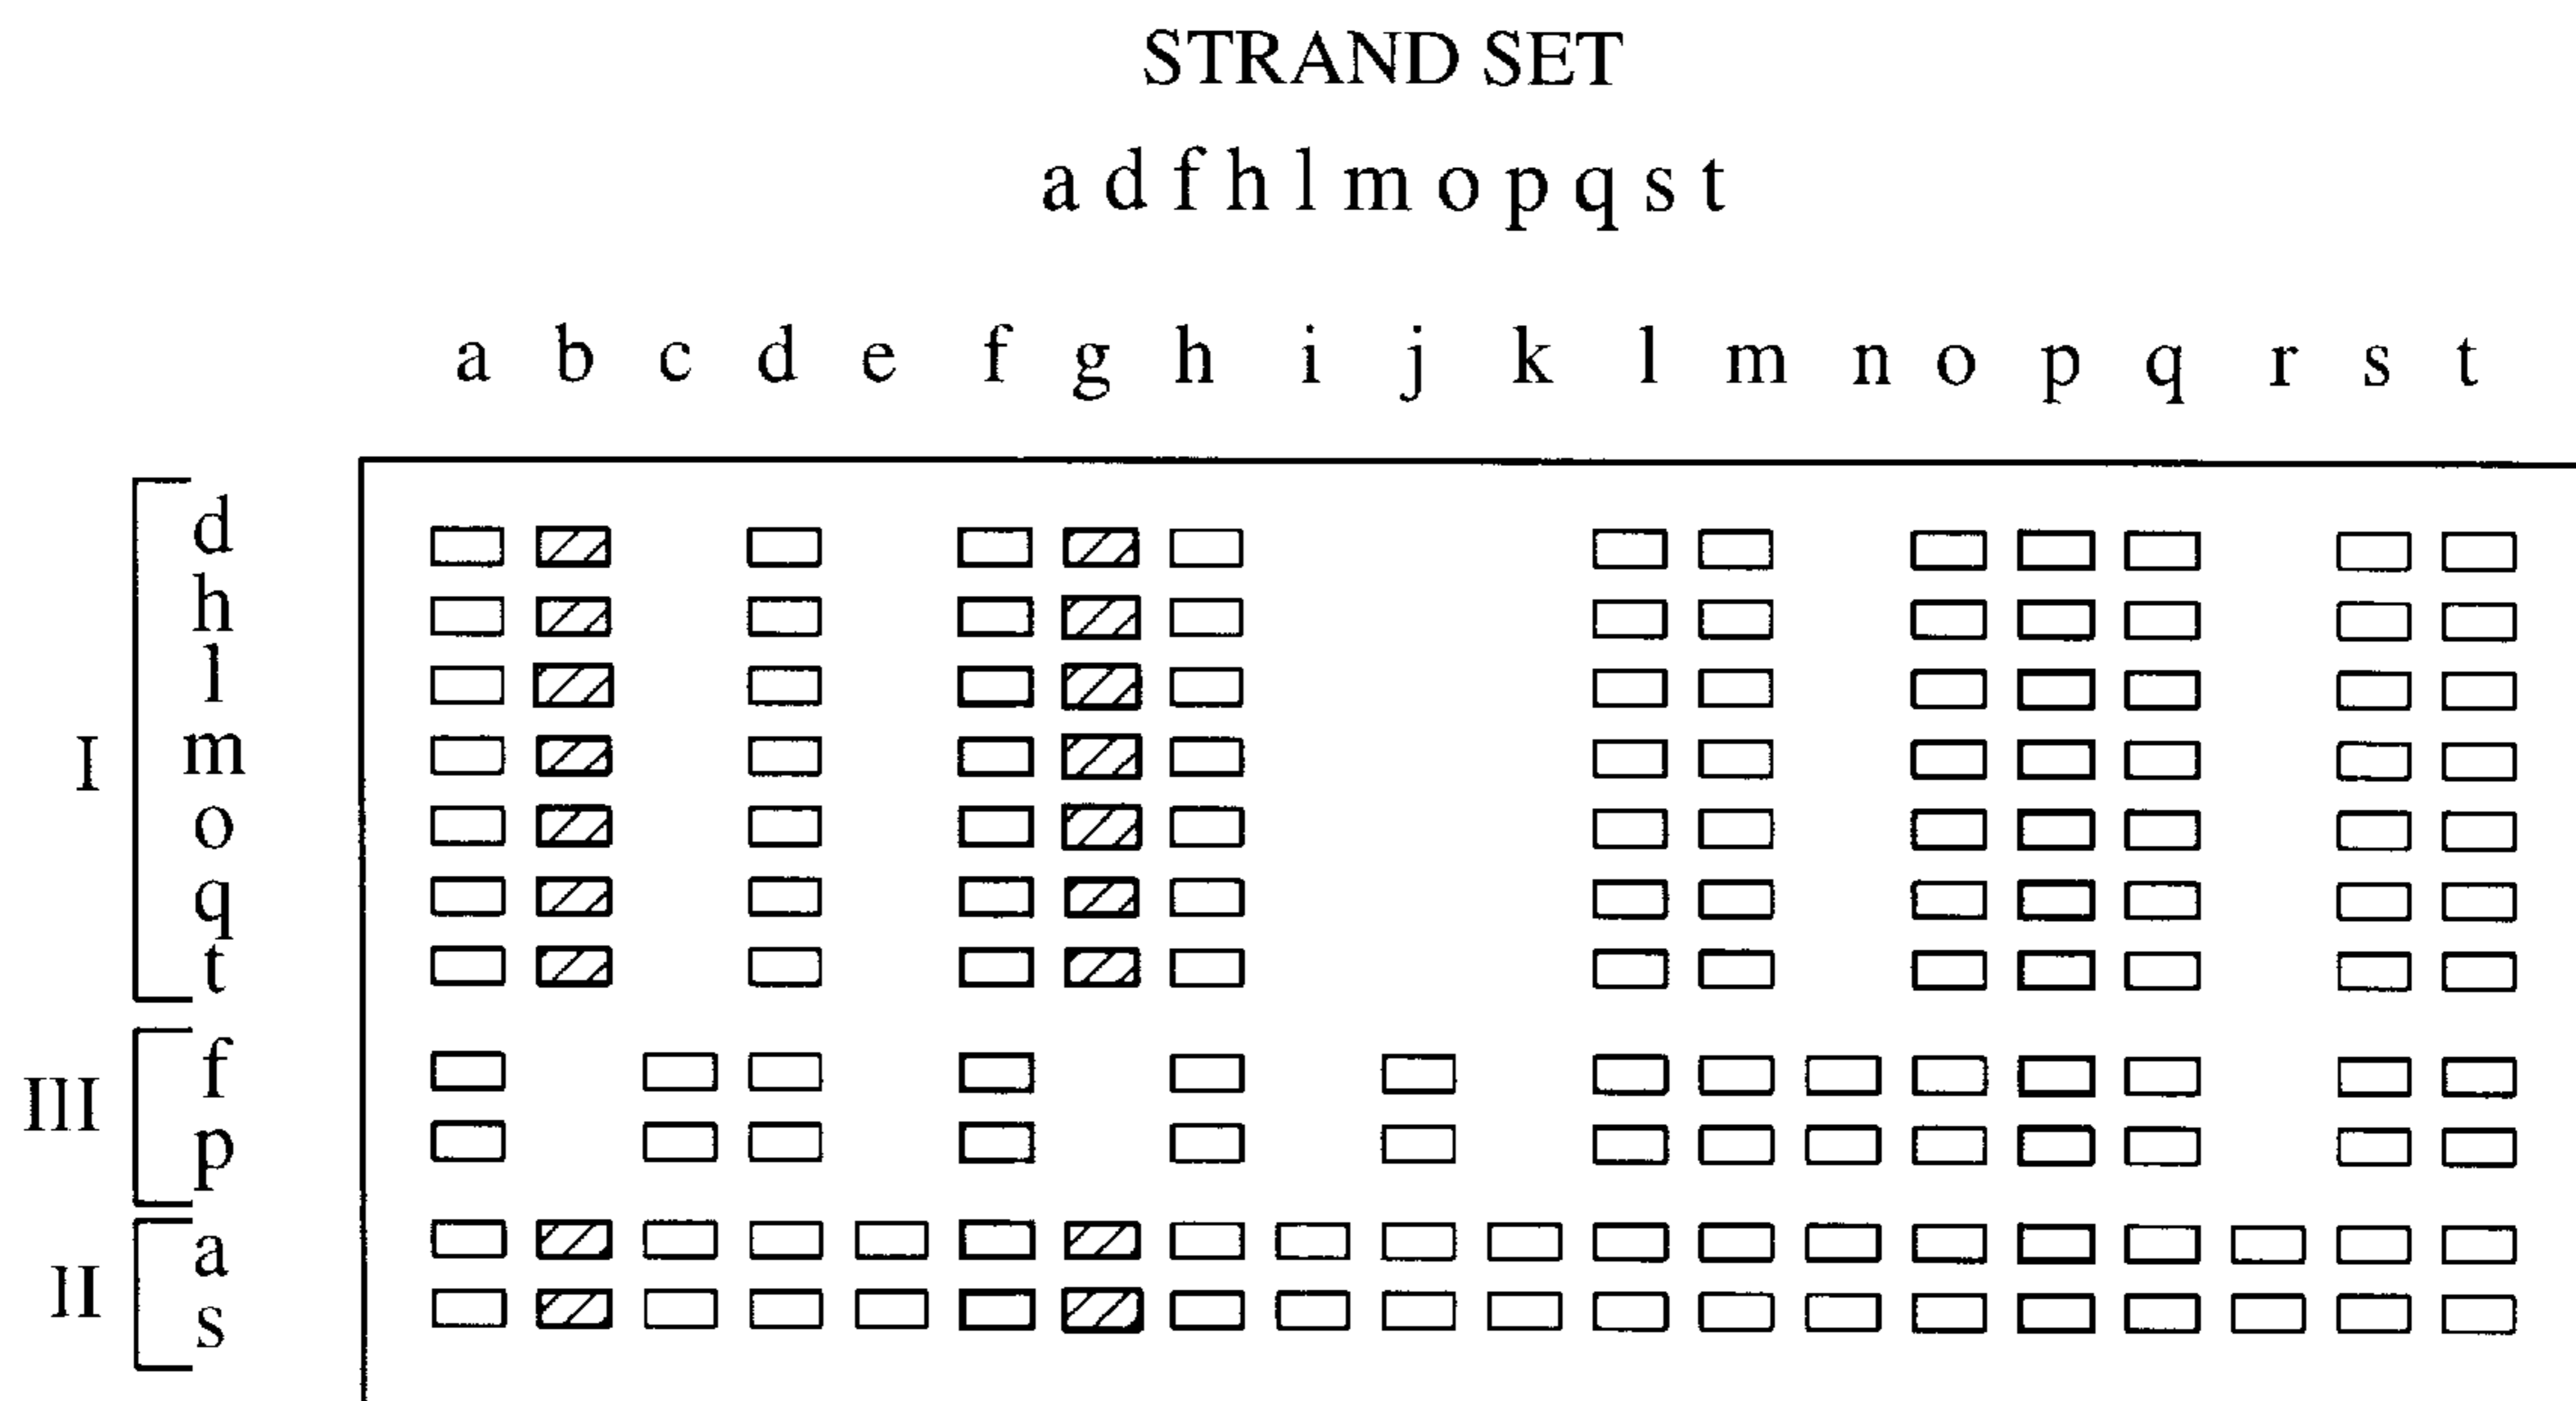 STRAND SET
a d f h l m o p q s t
a b c d e f g h i j k l m n o p q r s t
d
h
l
I m
o
q
t
f
III p
a
II s